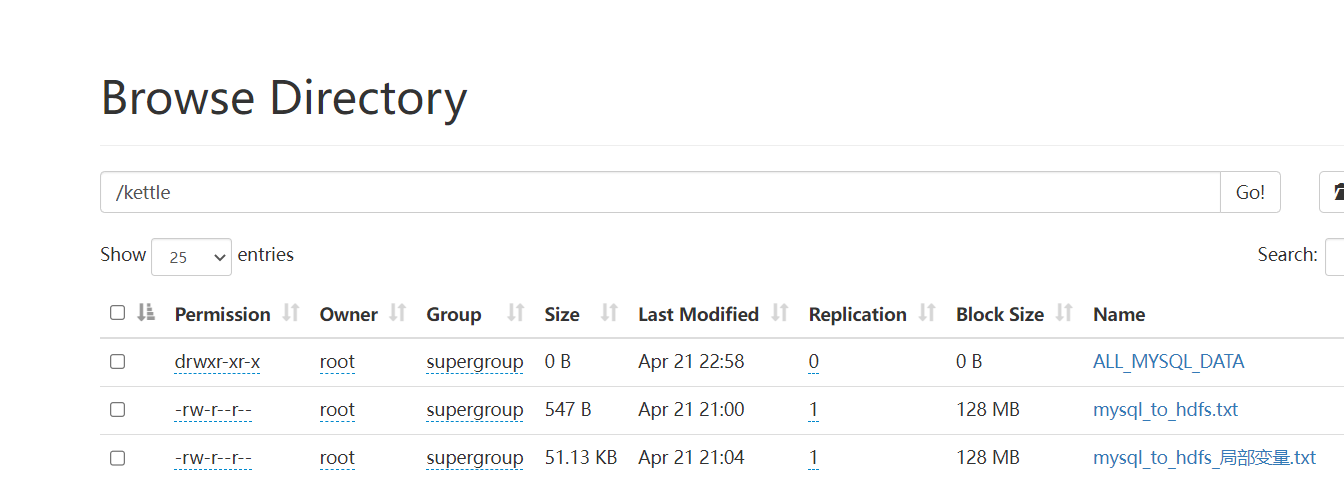 Browse Directory
/kettle Go!
Show 25 entries Search:
Permission Owner Group Size Last Modified Replication Block Size Name
drwxr-xr-x root supergroup 0 B Apr 21 22:58 0 0 B ALL_MYSQL_DATA
-rw-r--r-- root supergroup 547 B Apr 21 21:00 1 128 MB mysql_to_hdfs.txt
-rw-r--r-- root supergroup 51.13 KB Apr 21 21:04 1 128 MB mysql_to_hdfs_局部变量.txt